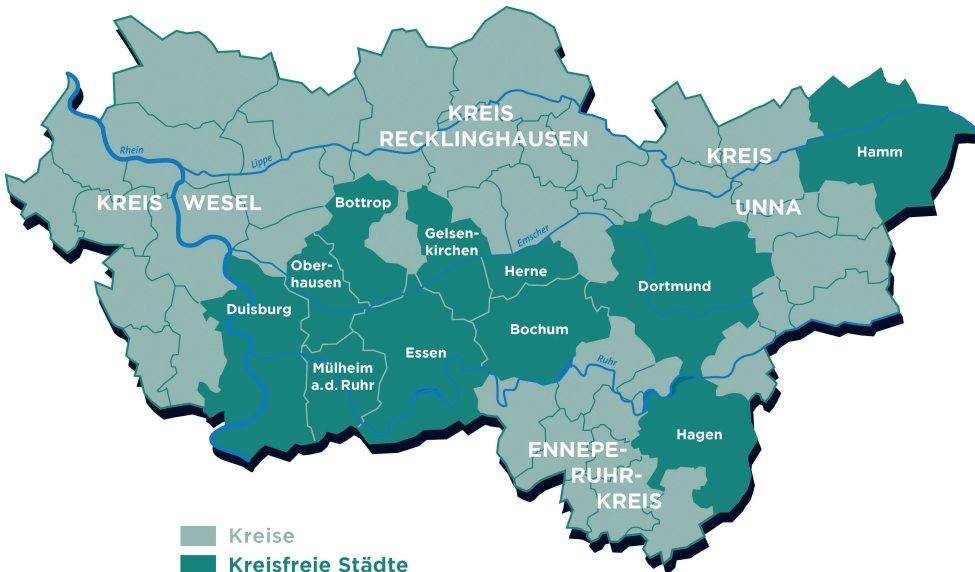 KREIS
RECKLINGHAUSEN
Rhein
Lippe
KREIS
UNNA
Hamm
KREIS WESEL
Bottrop
Gelsen-
kirchen
Emscher
Ober-
hausen
Herne
Dortmund
Duisburg
Bochum
Essen
Mülheim
a.d. Ruhr
Ruhr
Hagen
ENNEPE-
RUHR-
KREIS
Kreise
Kreisfreie Städte